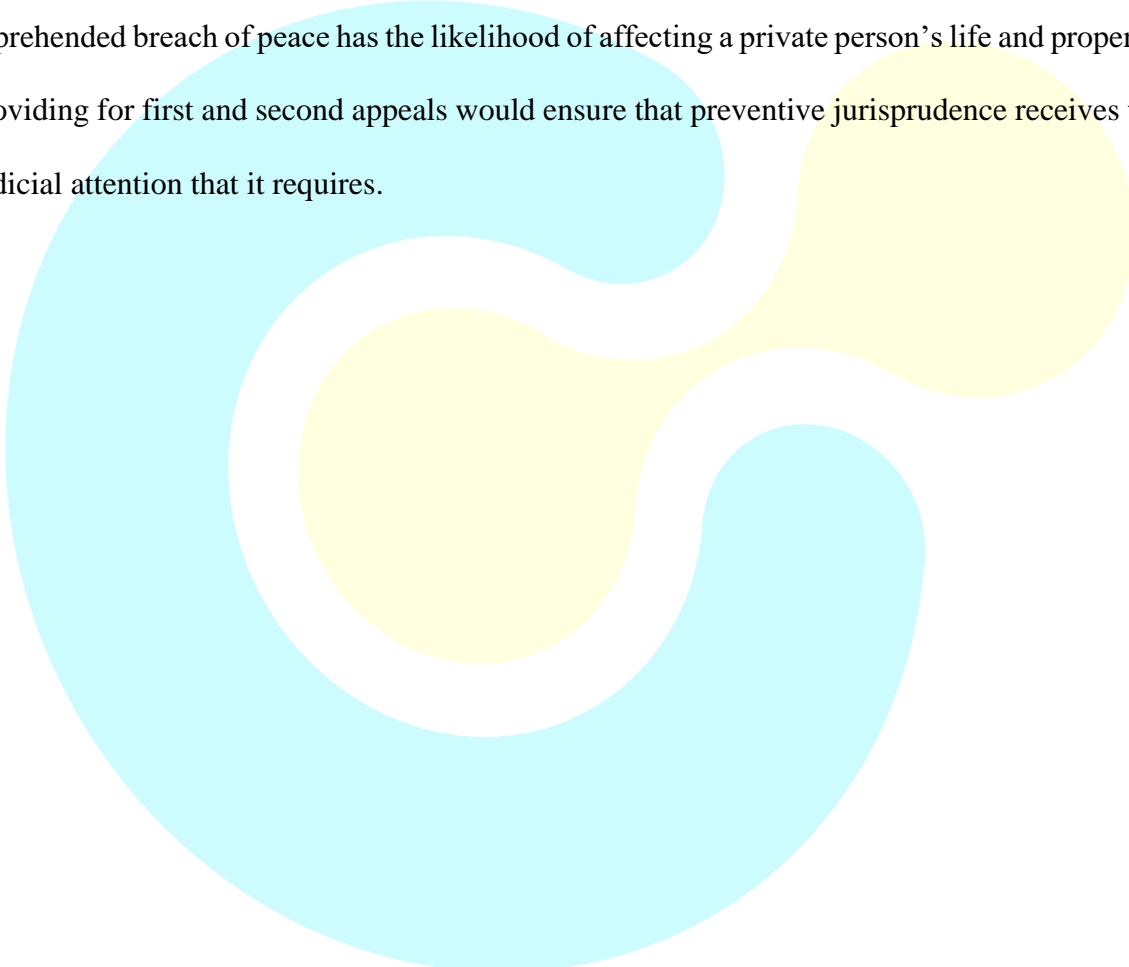 prehended breach of peace has the likelihood of affecting a private person’s life and proper
oviding for first and second appeals would ensure that preventive jurisprudence receives
dicial attention that it requires.